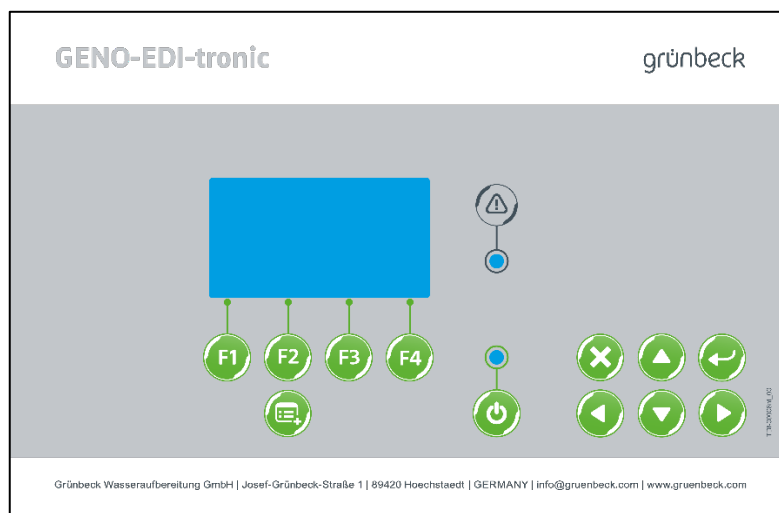 GENO-EDI-tronic
grünbeck
F1 F2 F3 F4
Grünbeck Wasseraufbereitung GmbH | Josef-Grünbeck-Straße 1 | 89420 Hoechstaedt | GERMANY | info@gruenbeck.com | www.gruenbeck.com